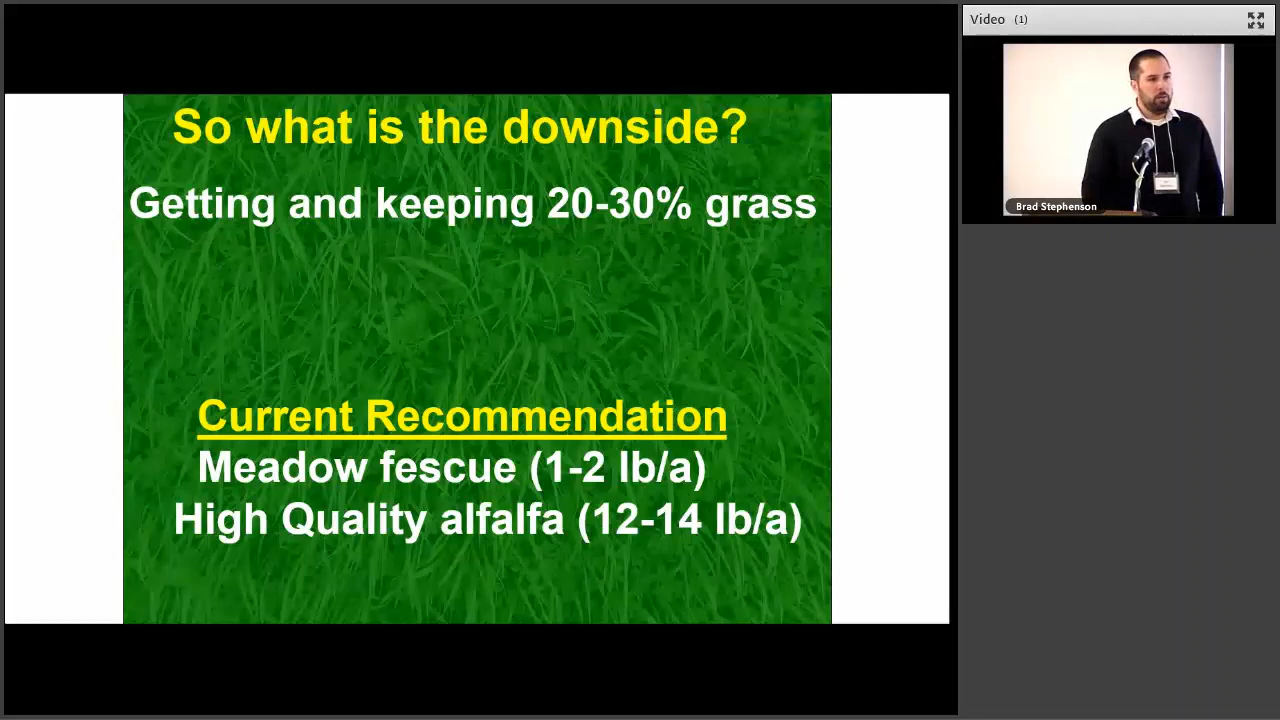 So what is the downside?
Getting and keeping 20-30% grass
Current Recommendation
Meadow fescue (1-2 lb/a)
High Quality alfalfa (12-14 lb/a)
Video (1)
Brad Stephenson